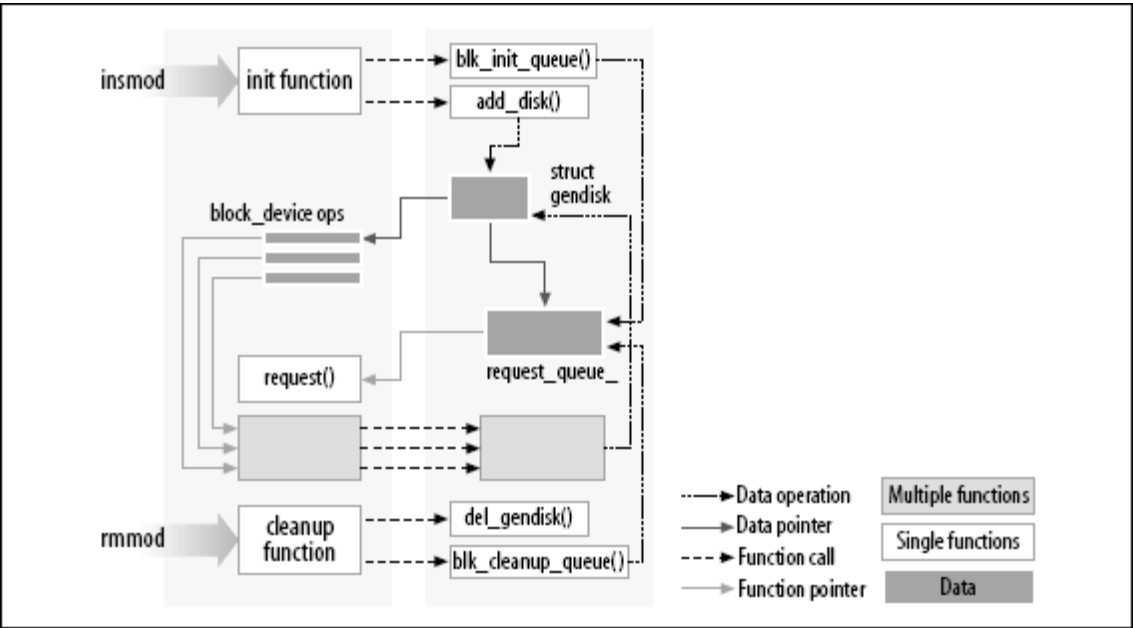 blk_init_queue()
insmod
init function
add_disk()
struct
gendisk
block_device ops
request()
request_queue_
Data operation
Multiple functions
Data pointer
rmmod
cleanup
function
del_gendisk()
Function call
Single functions
blk_cleanup_queue()
Function pointer
Data